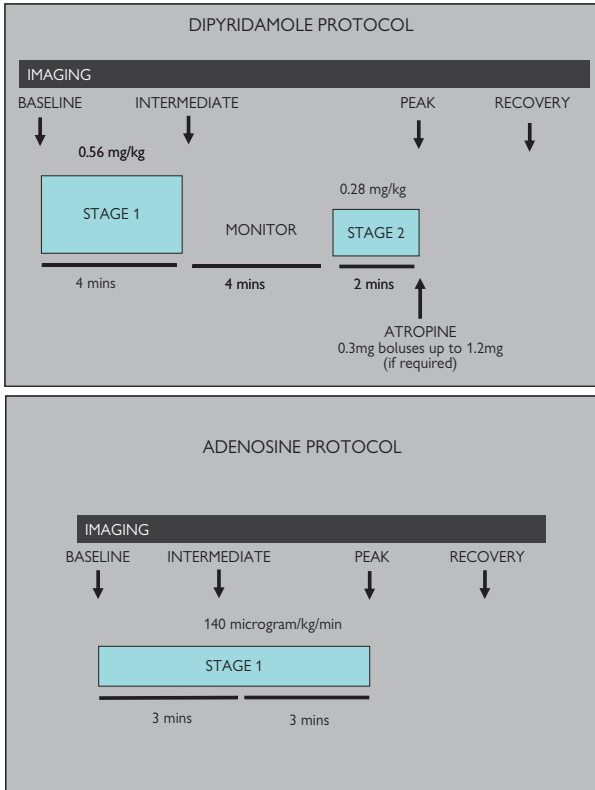 DIPYRIDAMOLE PROTOCOL
IMAGING
BASELINE INTERMEDIATE PEAK RECOVERY
0.56 mg/kg
0.28 mg/kg
STAGE 1
MONITOR
STAGE 2
4 mins 4 mins 2 mins
ATROPINE
0.3mg boluses up to 1.2mg
(if required)
ADENOSINE PROTOCOL
IMAGING
BASELINE INTERMEDIATE PEAK RECOVERY
140 microgram/kg/min
STAGE 1
3 mins 3 mins